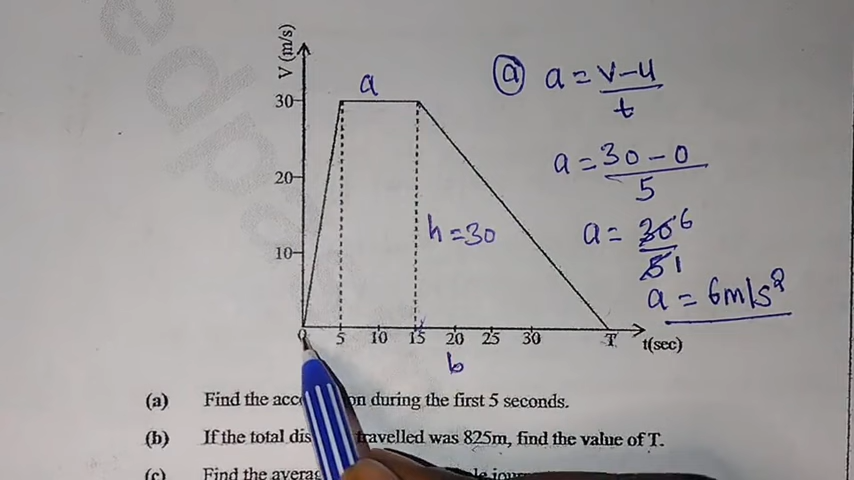 V (m/s)
30
20
10
0
5
10
15
20
25
30
T
t(sec)
a
h = 30
b
ⓐ a = v-u
t
a = 30 - 0
5
a = 30 6
5 1
a = 6m/s²
(a) Find the acc on during the first 5 seconds.
(b) If the total dis travelled was 825m, find the value of T.
(c) Find the averag le jour